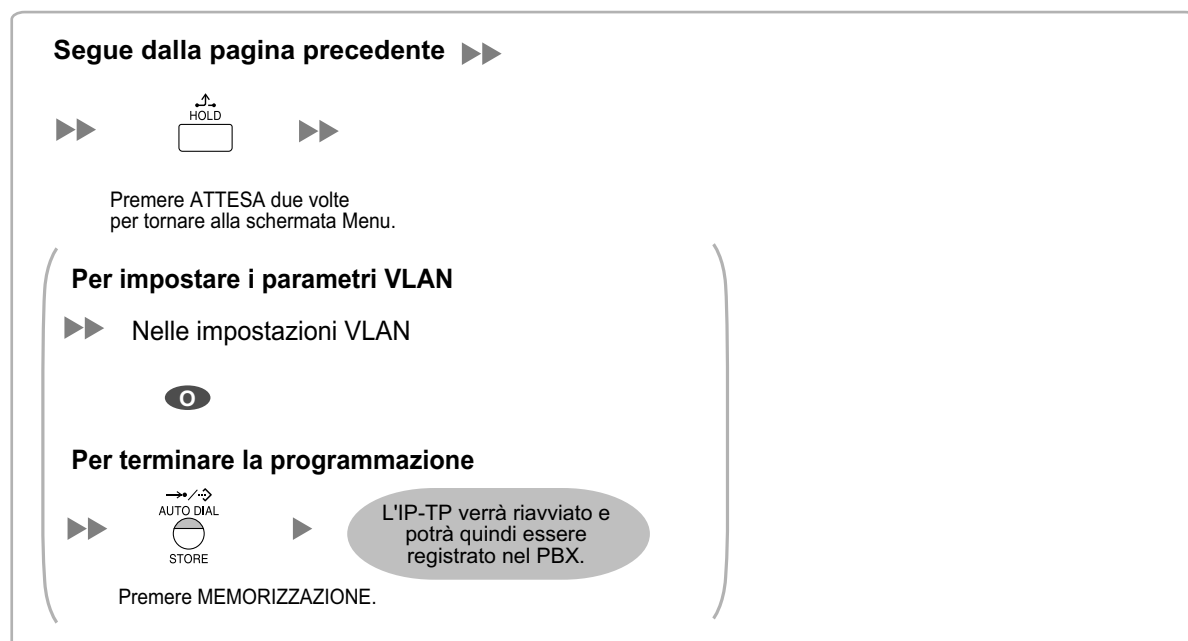 Segue dalla pagina precedente
HOLD
Premere ATTESA due volte
per tornare alla schermata Menu.
Per impostare i parametri VLAN
Nelle impostazioni VLAN
O
Per terminare la programmazione
AUTO DIAL
STORE
L'IP-TP verrà riavviato e
potrà quindi essere
registrato nel PBX.
Premere MEMORIZZAZIONE.